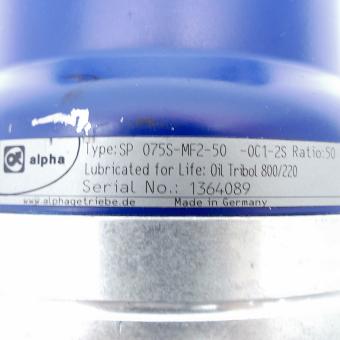 alpha
Type:SP 075S-MF2-50 -0C1-2S Ratio:50
Lubricated for Life: Oil Tribol 800/220
Serial No.: 1364089
www.alphagetriebe.de Made in Germany